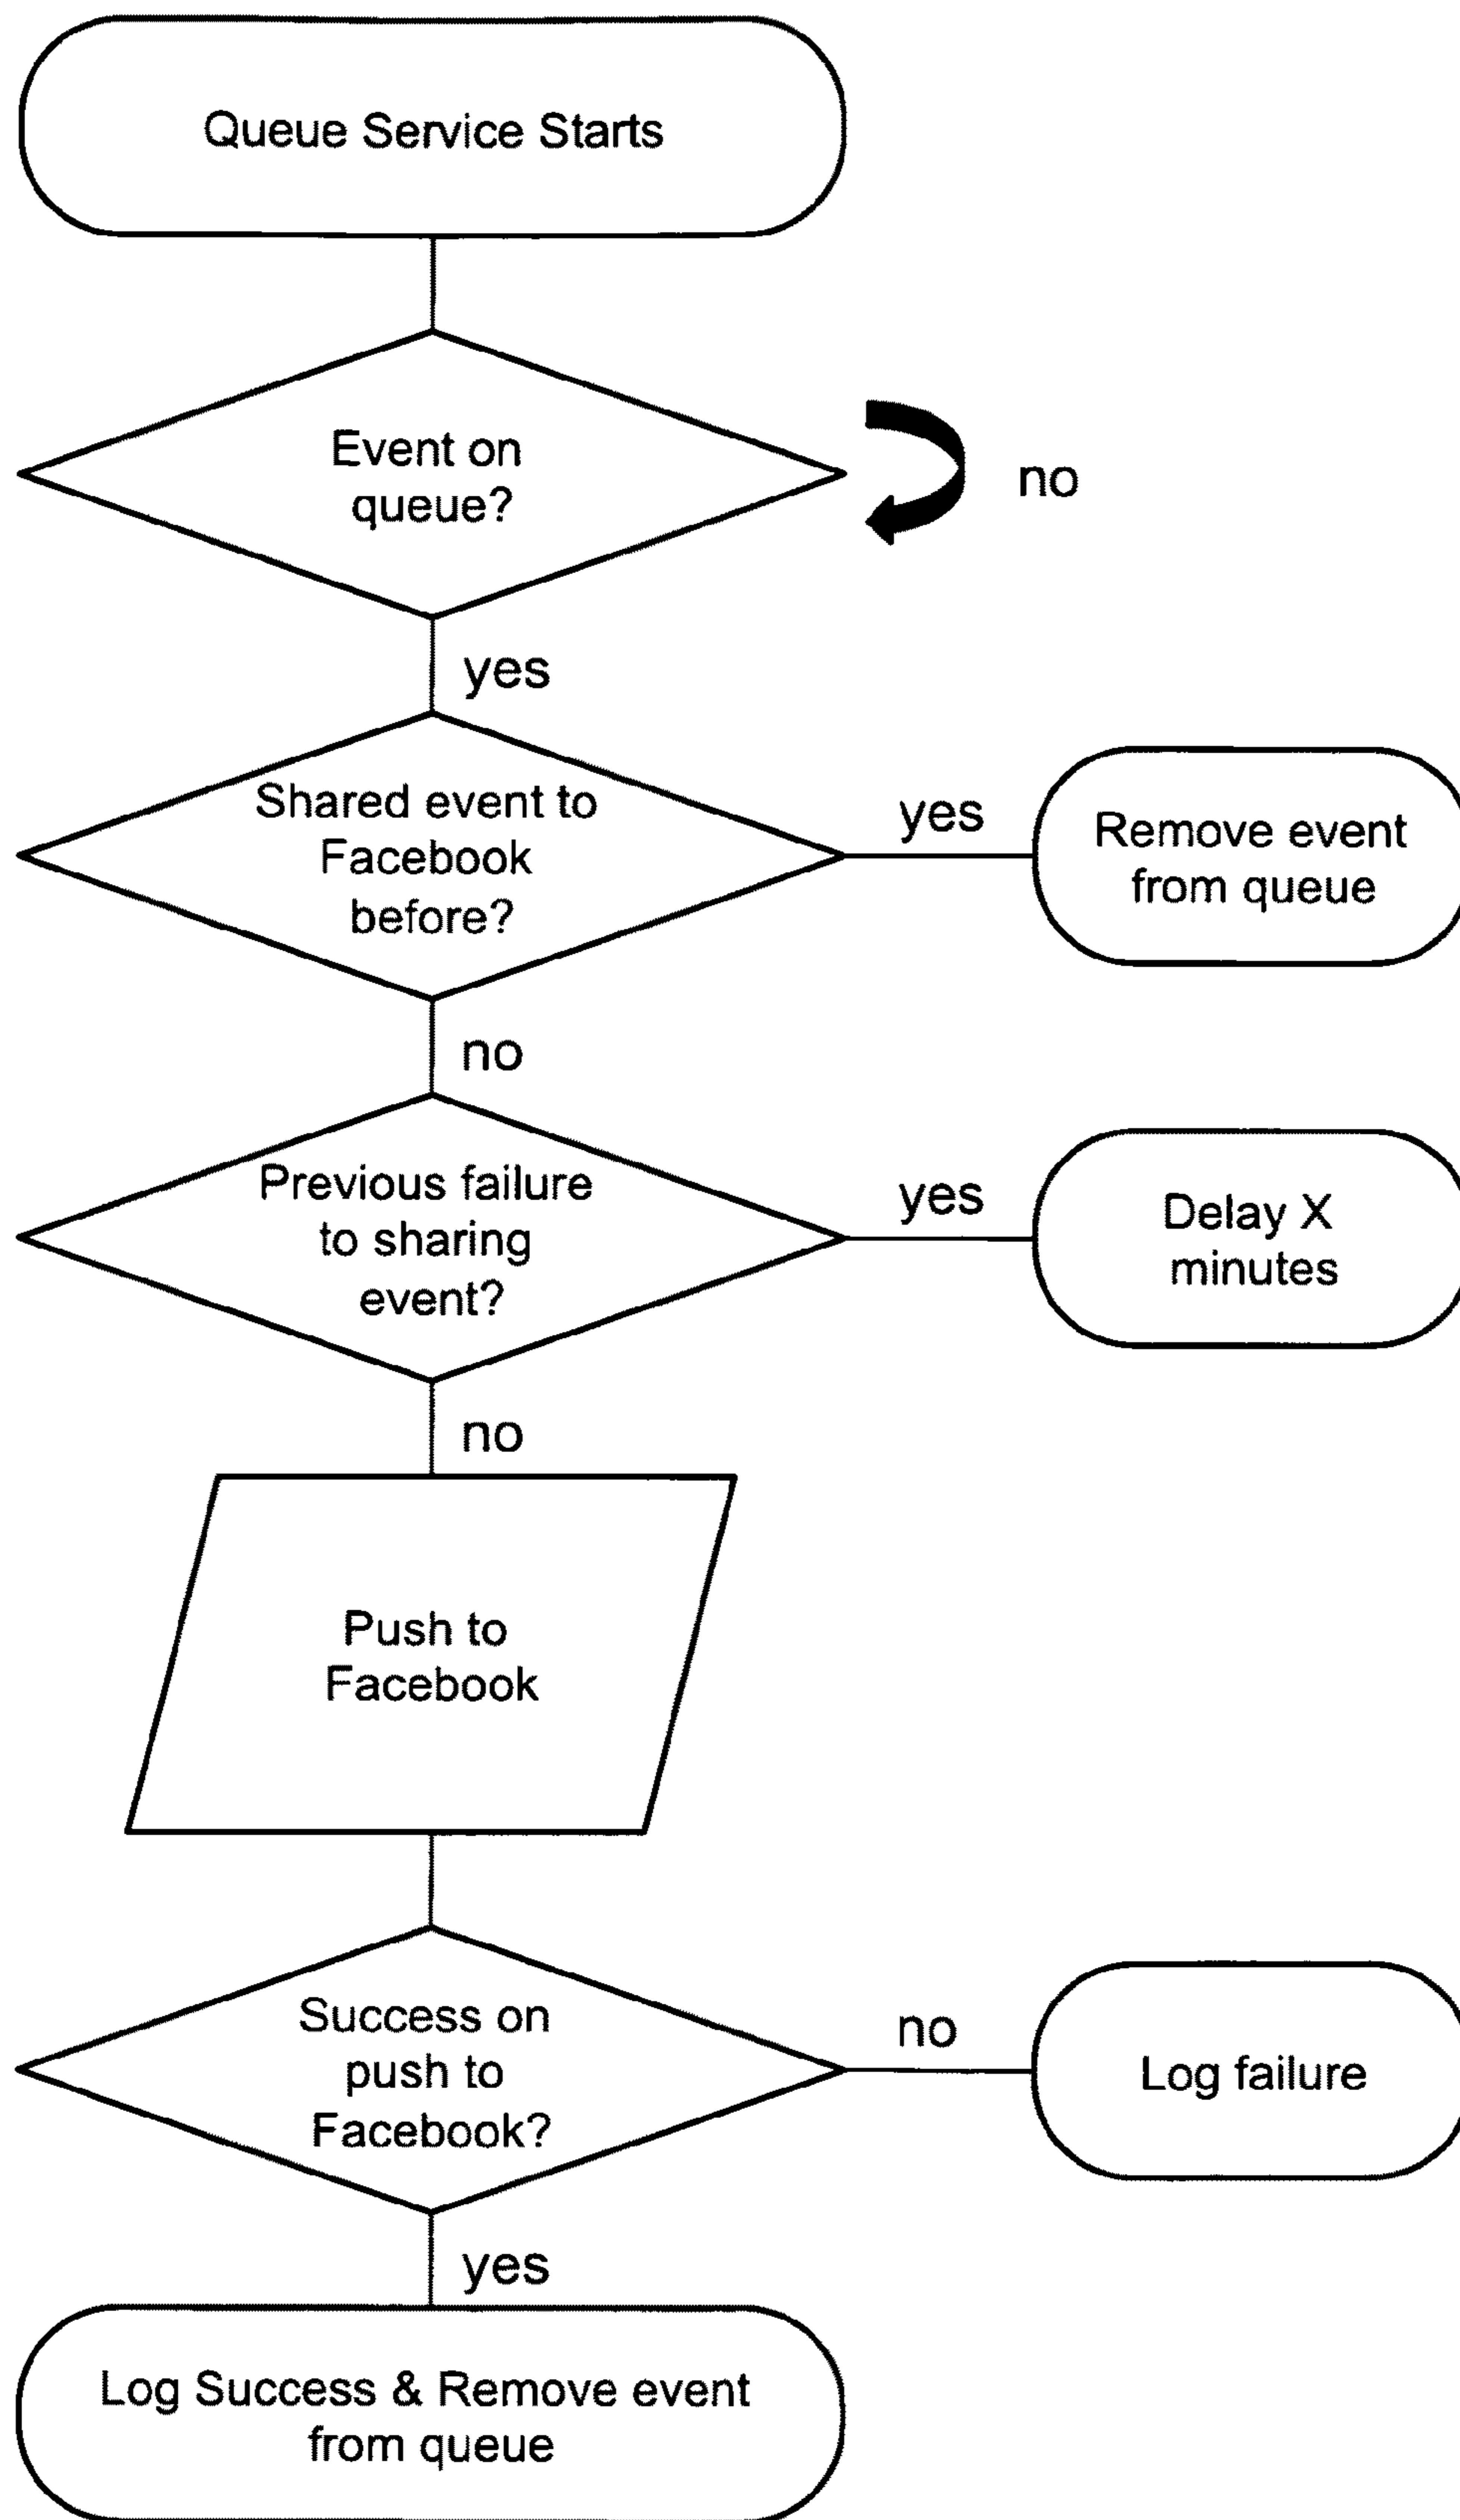 Queue Service Starts
Event on
queue?
no
yes
Shared event to
Facebook
before?
yes
Remove event
from queue
no
Previous failure
to sharing
event?
yes
Delay X
minutes
no
Push to
Facebook
Success on
push to
Facebook?
no
Log failure
yes
Log Success & Remove event
from queue